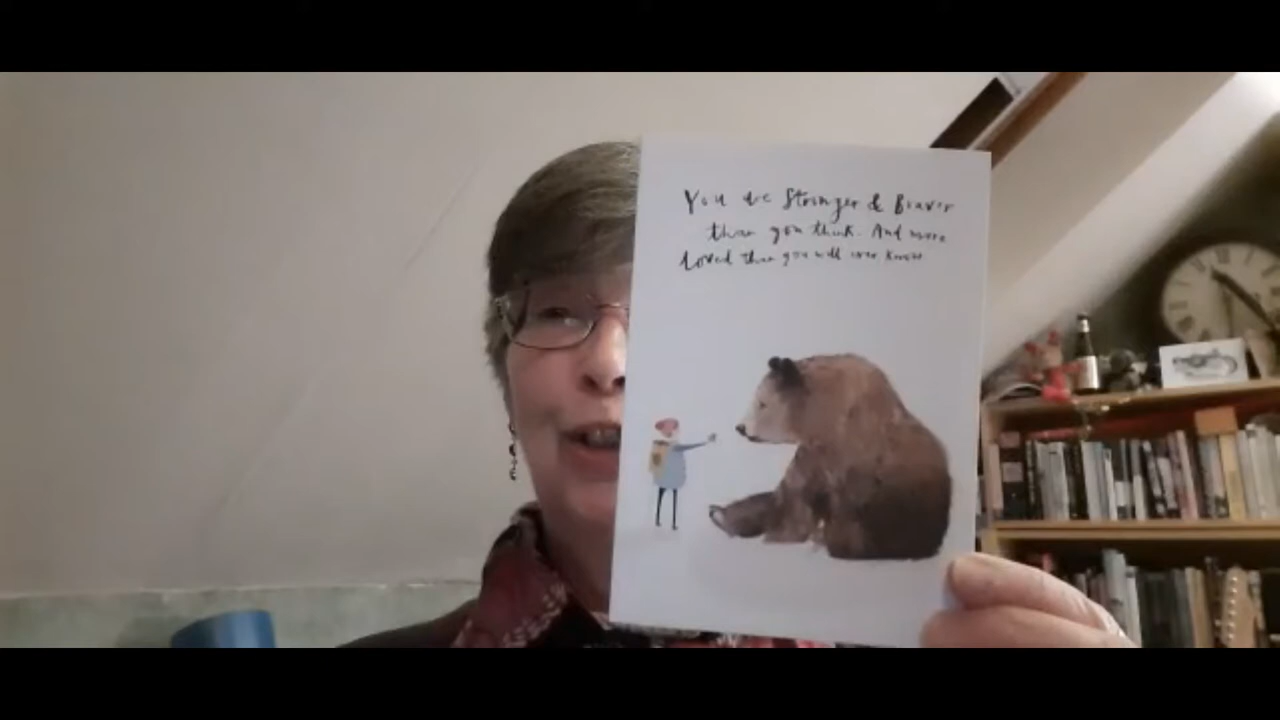 You are Stronger & Braver
than you think. And more
Loved than you will ever know.